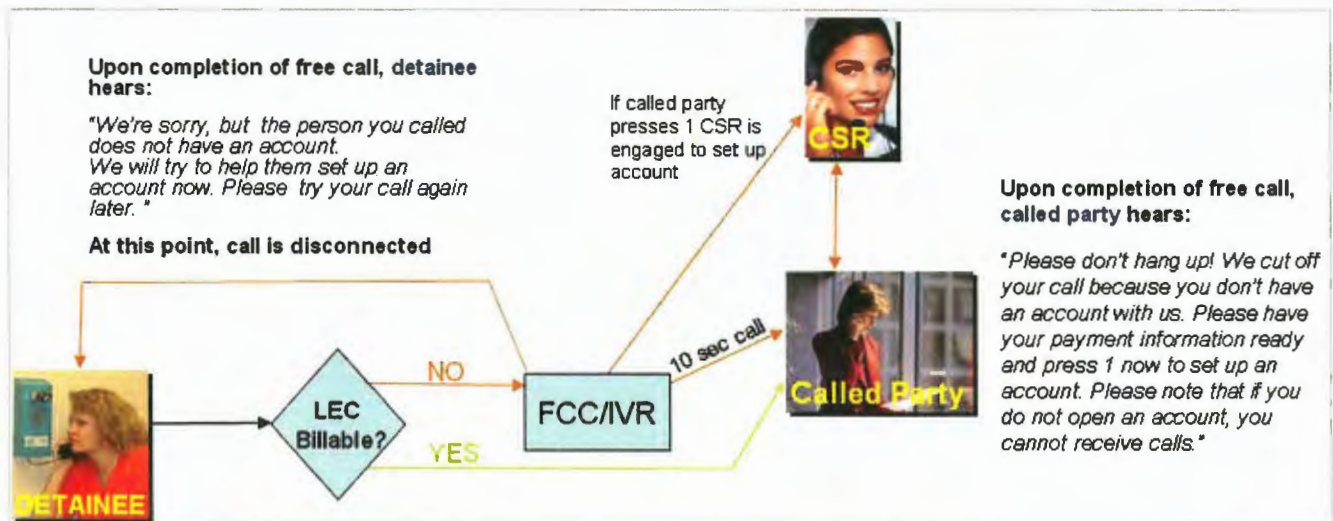 Upon completion of free call, detainee
hears:
"We're sorry, but the person you called
does not have an account.
We will try to help them set up an
account now. Please try your call again
later. "
At this point, call is disconnected
If called party
presses 1 CSR is
engaged to set up
account
CSR
Upon completion of free call,
called party hears:
"Please don't hang up! We cut off
your call because you don't have
an account with us. Please have
your payment information ready
and press 1 now to set up an
account. Please note that if you
do not open an account, you
cannot receive calls."
DETAINEE
LEC
Billable?
NO
YES
FCC/IVR
10 sec call
Called Party